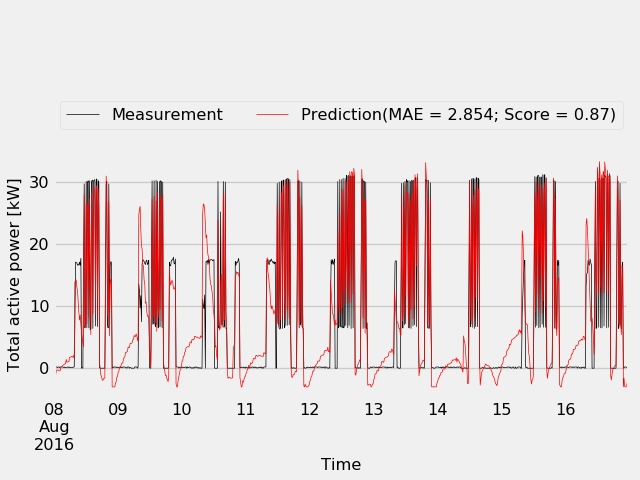 Measurement
Prediction(MAE = 2.854; Score = 0.87)
Total active power [kW]
30
20
10
0
08 09 10 11 12 13 14 15 16
Aug
2016
Time